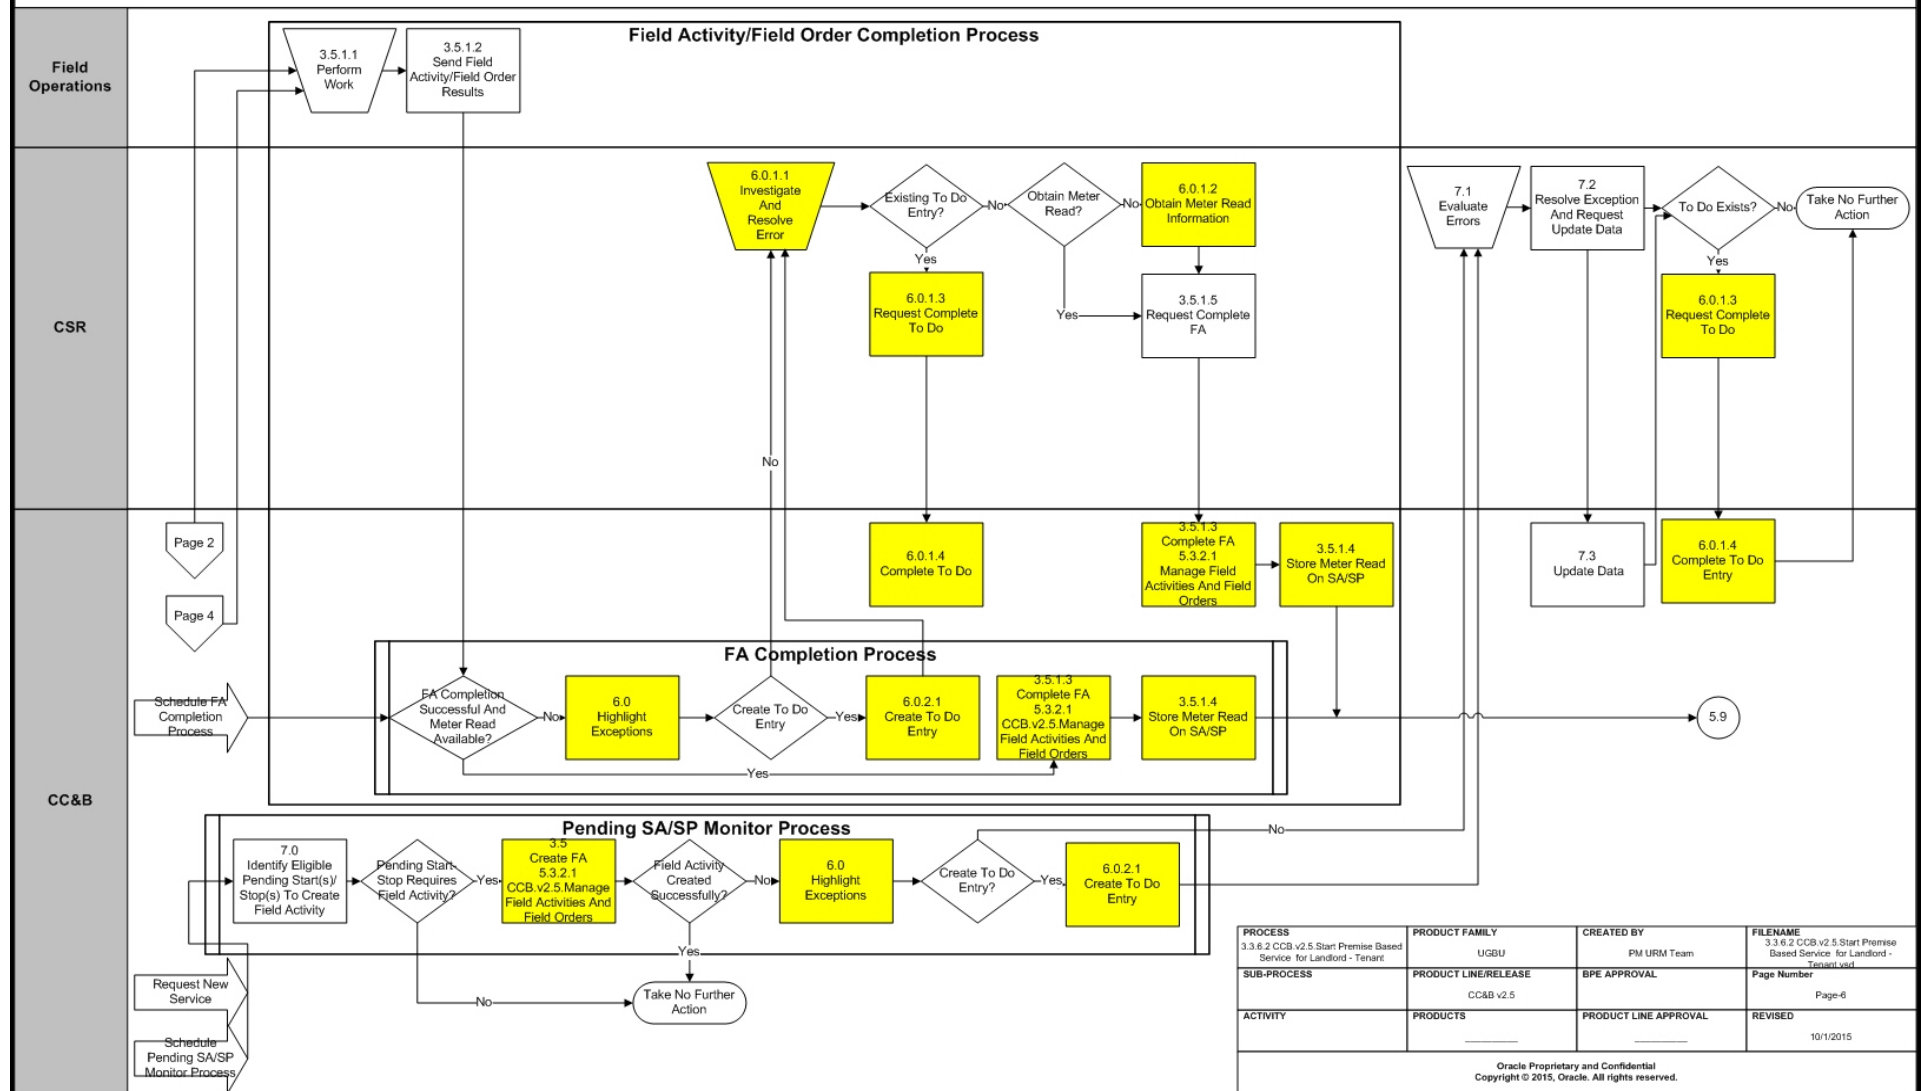 Field Activity/Field Order Completion Process
Field
Operations
3.5.1.1
Perform
Work
3.5.1.2
Send Field
Activity/Field Order
Results
CSR
6.0.1.1
Investigate
And
Resolve
Error
Existing To Do
Entry?
No
Obtain Meter
Read?
No
6.0.1.2
Obtain Meter Read
Information
7.1
Evaluate
Errors
7.2
Resolve Exception
And Request
Update Data
To Do Exists?
No
Take No Further
Action
Yes
6.0.1.3
Request Complete
To Do
Yes
3.5.1.5
Request Complete
FA
Yes
6.0.1.3
Request Complete
To Do
No
CC&B
Page 2
Page 4
6.0.1.4
Complete To Do
3.5.1.3
Complete FA
5.3.2.1
Manage Field
Activities And Field
Orders
3.5.1.4
Store Meter Read
On SA/SP
7.3
Update Data
6.0.1.4
Complete To Do
Entry
FA Completion Process
Schedule FA
Completion
Process
FA Completion
Successful And
Meter Read
Available?
No
6.0
Highlight
Exceptions
Create To Do
Entry
Yes
6.0.2.1
Create To Do
Entry
3.5.1.3
Complete FA
5.3.2.1
CCB.v2.5.Manage
Field Activities And
Field Orders
3.5.1.4
Store Meter Read
On SA/SP
5.9
Yes
Pending SA/SP Monitor Process
7.0
Identify Eligible
Pending Start(s)/
Stop(s) To Create
Field Activity
Pending Start-
Stop Requires
Field Activity?
Yes
3.5
Create FA
5.3.2.1
CCB.v2.5.Manage
Field Activities And
Field Orders
Field Activity
Created
Successfully?
No
6.0
Highlight
Exceptions
Create To Do
Entry?
No
Yes
6.0.2.1
Create To Do
Entry
Yes
No
Take No Further
Action
Request New
Service
Schedule
Pending SA/SP
Monitor Process
PROCESS
3.3.6.2 CCB.v2.5.Start Premise Based
Service for Landlord - Tenant
PRODUCT FAMILY
UGBU
CREATED BY
PM URM Team
FILENAME
3.3.6.2 CCB.v2.5.Start Premise
Based Service for Landlord -
Tenant.vsd
SUB-PROCESS
PRODUCT LINE/RELEASE
CC&B v2.5
BPE APPROVAL
Page Number
Page-6
ACTIVITY
PRODUCTS
PRODUCT LINE APPROVAL
REVISED
10/1/2015
Oracle Proprietary and Confidential
Copyright © 2015, Oracle. All rights reserved.